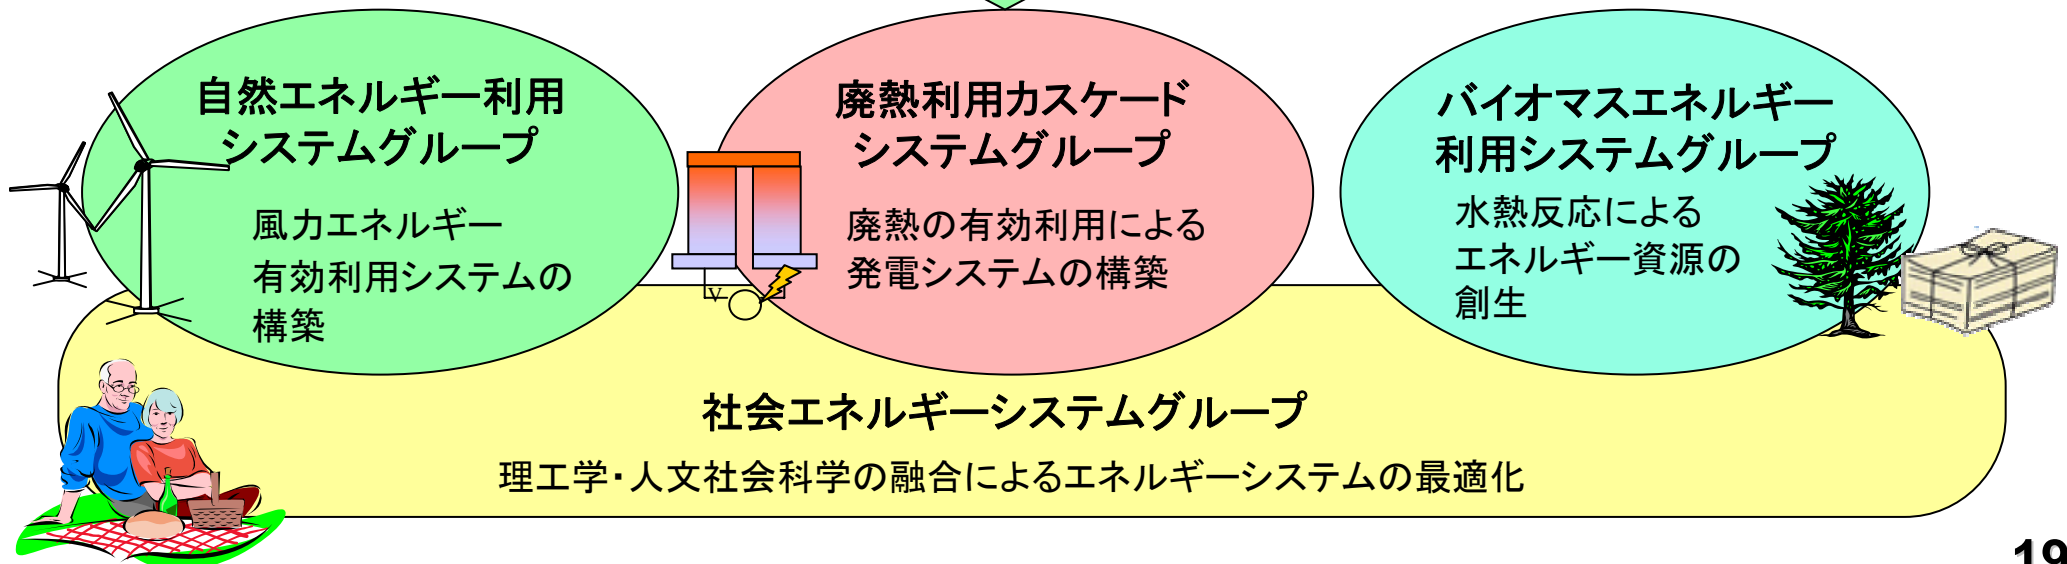 自然エネルギー利用
システムグループ
風力エネルギー
有効利用システムの
構築
廃熱利用カスケード
システムグループ
廃熱の有効利用による
発電システムの構築
V
バイオマスエネルギー
利用システムグループ
水熱反応による
エネルギー資源の
創生
社会エネルギーシステムグループ
理工学・人文社会科学の融合によるエネルギーシステムの最適化
19